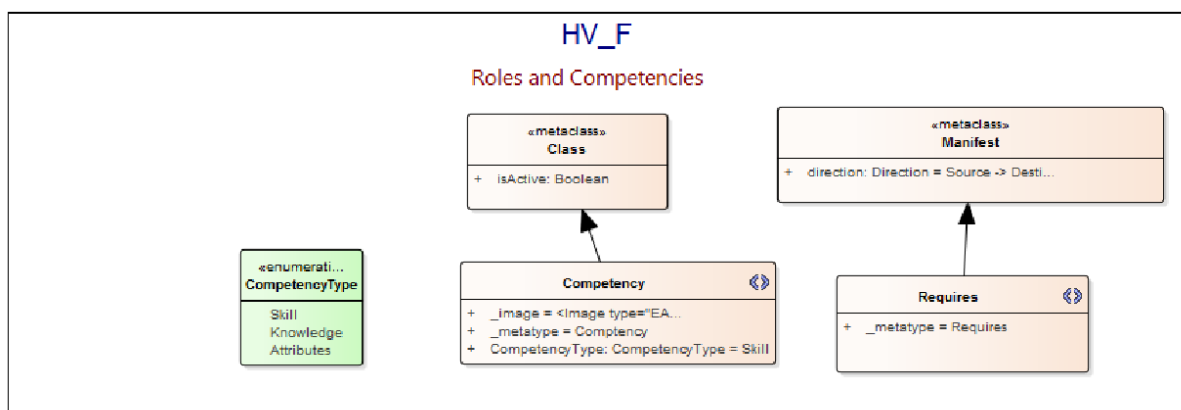 HV_F
Roles and Competencies
«metaclass»
Class
+ isActive: Boolean
«metaclass»
Manifest
+ direction: Direction = Source -> Desti...
«enumerati...
CompetencyType
Skill
Knowledge
Attributes
Competency
+ _image = <Image type="EA...
+ _metatype = Comptency
+ CompetencyType: CompetencyType = Skill
Requires
+ _metatype = Requires